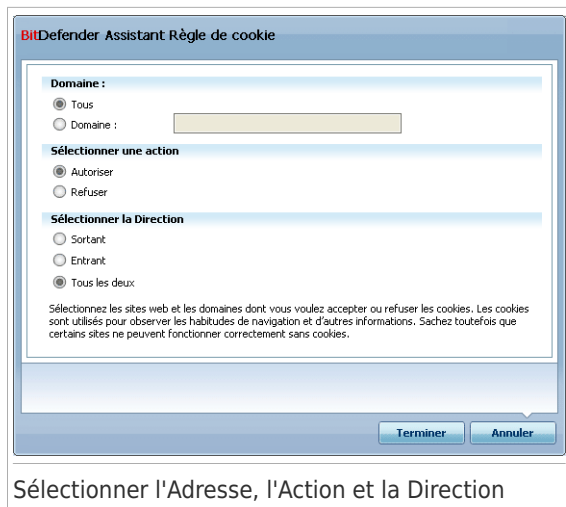 BitDefender Assistant Règle de cookie
Domaine :
Tous
Domaine :
Sélectionner une action
Autoriser
Refuser
Sélectionner la Direction
Sortant
Entrant
Tous les deux
Sélectionnez les sites web et les domaines dont vous voulez accepter ou refuser les cookies. Les cookies
sont utilisés pour observer les habitudes de navigation et d'autres informations. Sachez toutefois que
certains sites ne peuvent fonctionner correctement sans cookies.
Terminer
Annuler
Sélectionner l'Adresse, l'Action et la Direction